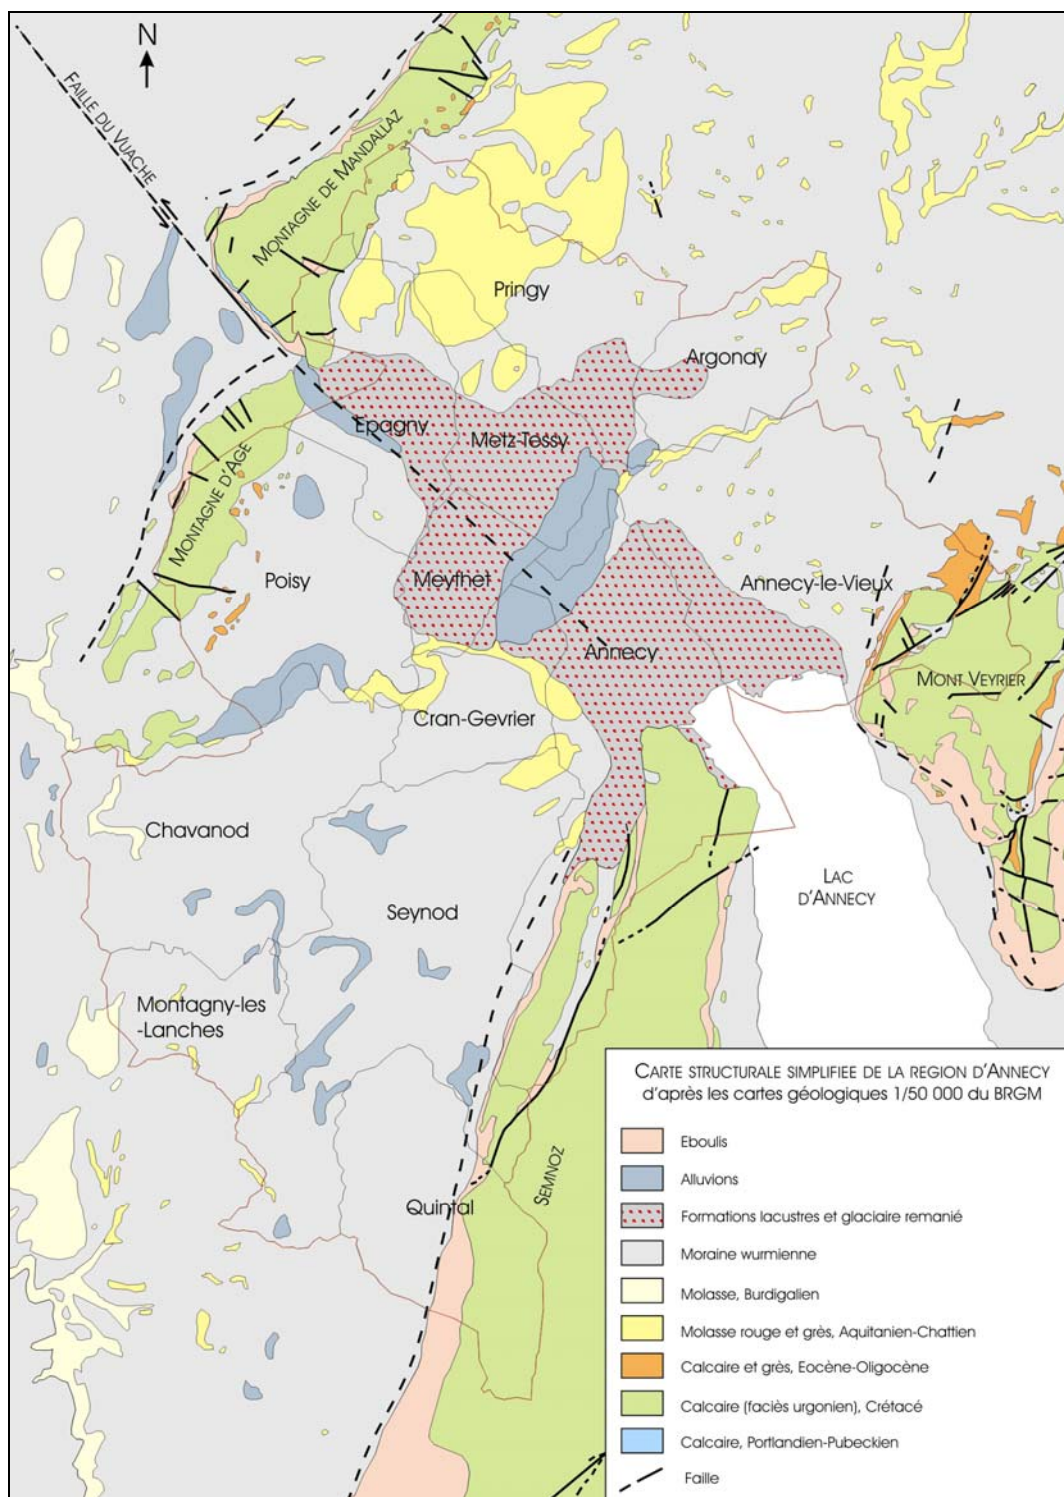 N
FAILLE DU VUACHE
MONTAGNE DE MANDALLAZ
Pringy
Argonay
Epagny
Metz-Tessy
MONTAGNE D'AGE
Poisy
Meythet
Annecy-le-Vieux
Annecy
MONT VEYRIER
Cran-Gevrier
Chavanod
LAC
D'ANNECY
Seynod
Montagny-les
-Lanches
SEMNOZ
Quintal
CARTE STRUCTURALE SIMPLIFIEE DE LA REGION D'ANNECY
d'après les cartes géologiques 1/50 000 du BRGM
Eboulis
Alluvions
Formations lacustres et glaciaire remanié
Moraine wurmienne
Molasse, Burdigalien
Molasse rouge et grès, Aquitanien-Chattien
Calcaire et grès, Eocène-Oligocène
Calcaire (faciès urgonien), Crétacé
Calcaire, Portlandien-Pubeckien
Faille